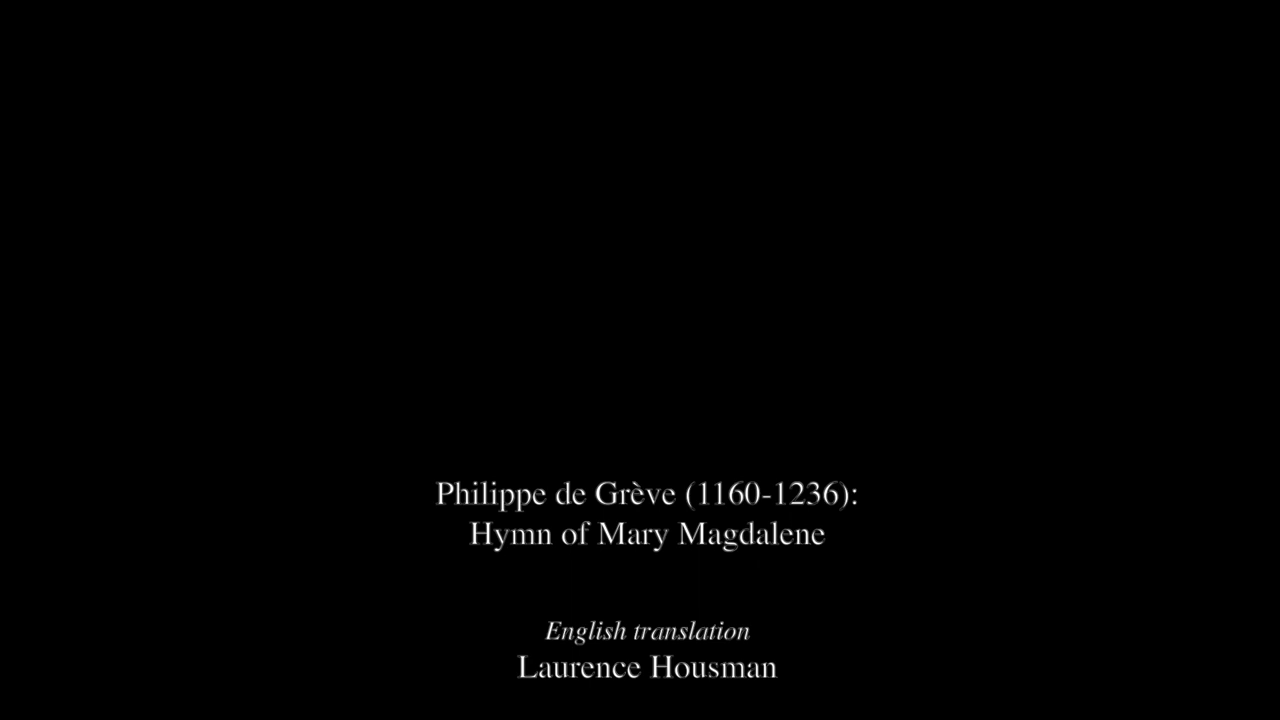 Philippe de Grève (1160-1236):
Hymn of Mary Magdalene
English translation
Laurence Housman